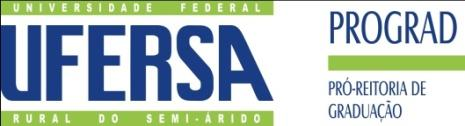 UNIVERSIDADE FEDERAL
UFERSA
RURAL DO SEMI-ÁRIDO
PROGRAD
PRÓ-REITORIA DE
GRADUAÇÃO